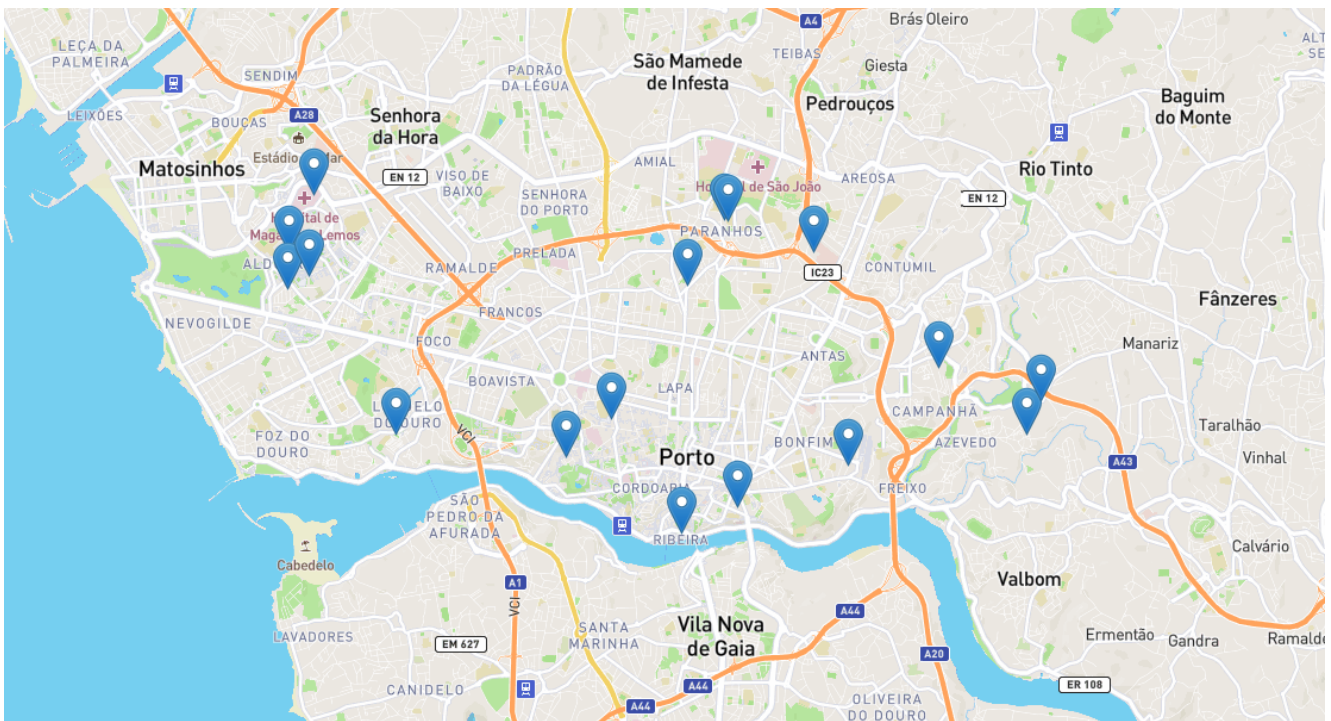 LEÇA DA
PALMEIRA
LEIXÕES
SENDIM
BOUÇAS
A28
Estádio
Matosinhos
Senhora
da Hora
EN 12
PADRÃO
DA LÉGUA
VISO DE
BAIXO
SENHORA
DO PORTO
São Mamede
de Infesta
AMIAL
A4
TEIBAS
Brás Oleiro
Giesta
Pedrouços
AREOSA
São João
PARANHOS
Baguim
do Monte
Rio Tinto
EN 12
Hospital de
Lemos
RAMALDE
PRELADA
FRANCOS
IC23
CONTUMIL
Fânzeres
NEVOGILDE
FOCO
BOAVISTA
LAPA
ANTAS
Manariz
DO DOURO
VCI
FOZ DO
DOURO
Porto
BONFIM
CAMPANHÃ
AZEVEDO
Taralhão
Vinhal
A43
CORDOARIA
FREIXO
SÃO
PEDRO DA
AFURADA
RIBEIRA
Calvário
Cabedelo
A1
VCI
Valbom
LAVADORES
EM 627
SANTA
MARINHA
Vila Nova
de Gaia
A44
A20
Ermentão
Gandra
Ramaldo
CANIDELO
A44
A44
OLIVEIRA
DO DOURO
ER 108